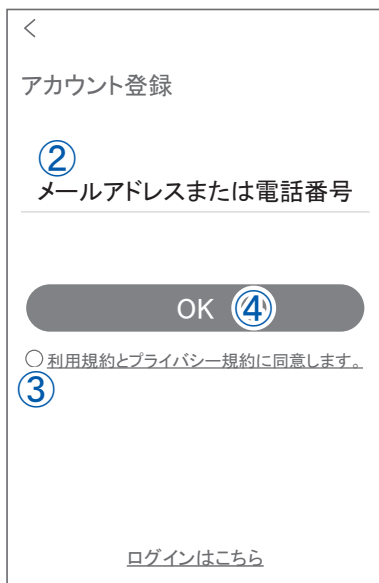 アカウント登録
②
メールアドレスまたは電話番号
OK ④
○利用規約とプライバシー規約に同意します。
③
ログインはこちら